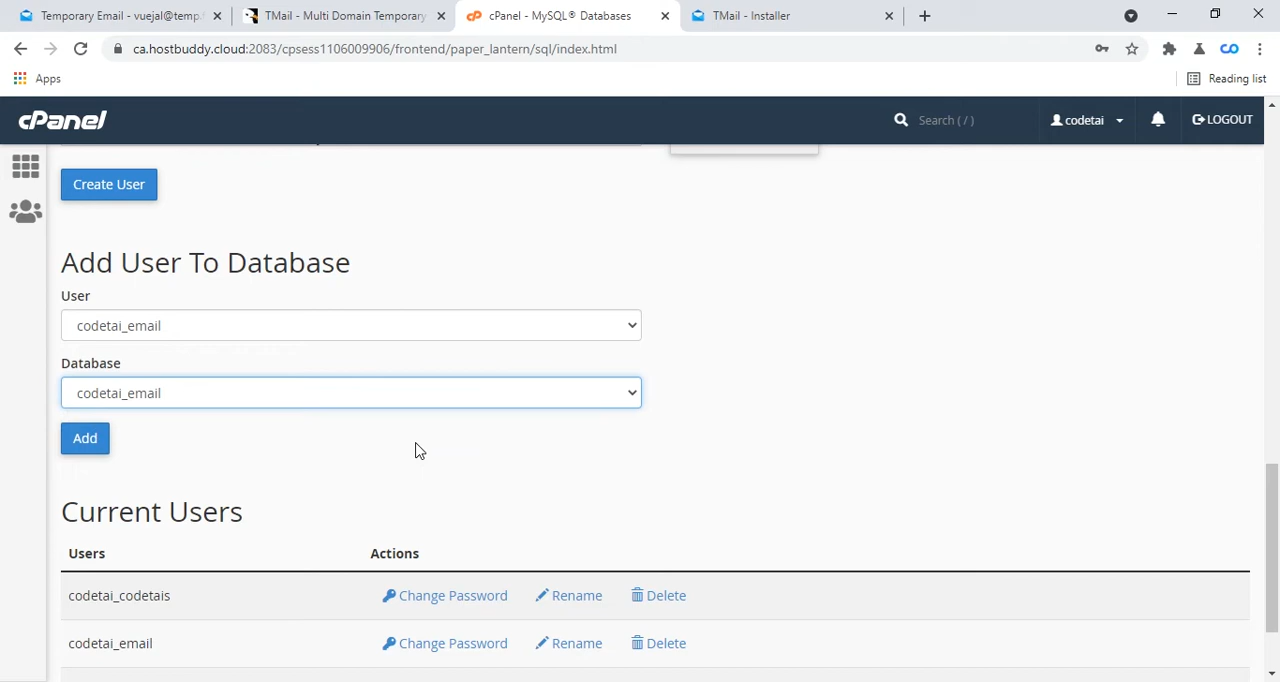 Temporary Email - vuejal@temp.
TMail - Multi Domain Temporary
cPanel - MySQL® Databases
TMail - Installer
ca.hostbuddy.cloud:2083/cpsess1106009906/frontend/paper_lantern/sql/index.html
Apps
Reading list
cPanel
Search ( / )
codetai
LOGOUT
Create User
Add User To Database
User
codetai_email
Database
codetai_email
Add
Current Users
Users Actions
codetai_codetais Change Password Rename Delete
codetai_email Change Password Rename Delete